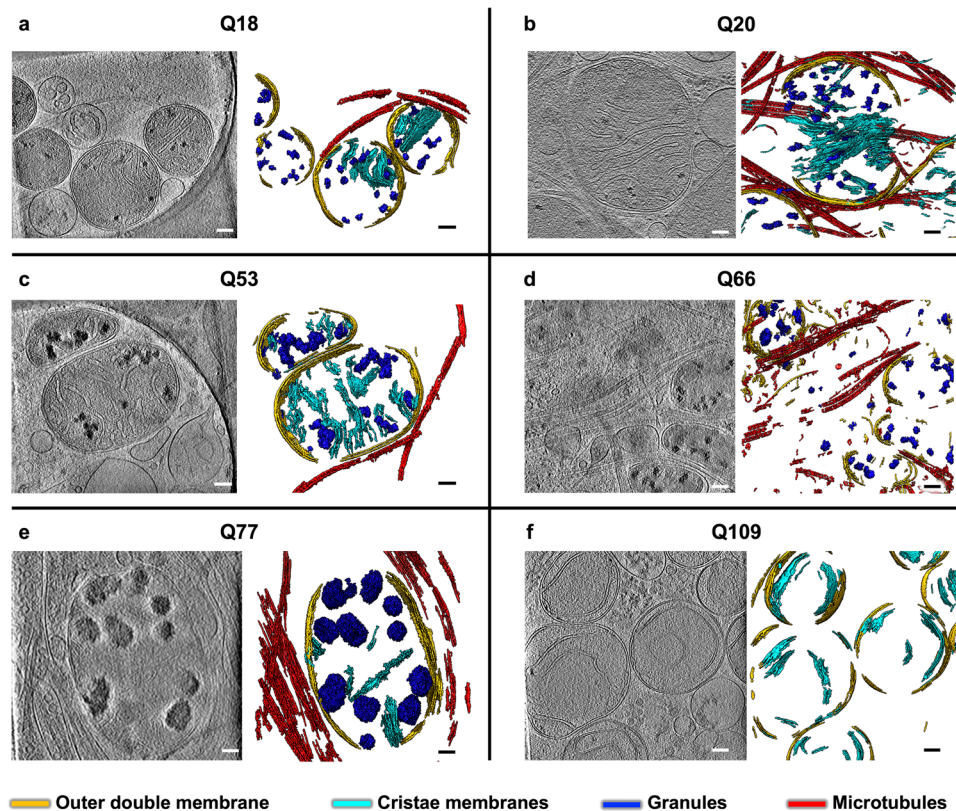 a Q18
b Q20
c Q53
d Q66
e Q77
f Q109
Outer double membrane Cristae membranes Granules Microtubules